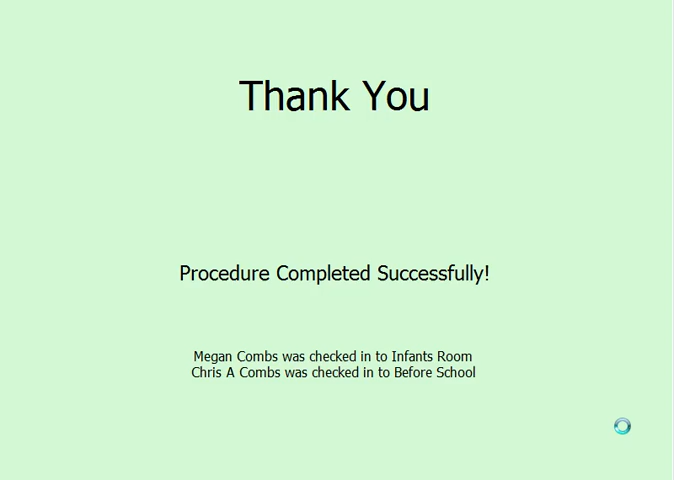 Thank You
Procedure Completed Successfully!
Megan Combs was checked in to Infants Room
Chris A Combs was checked in to Before School